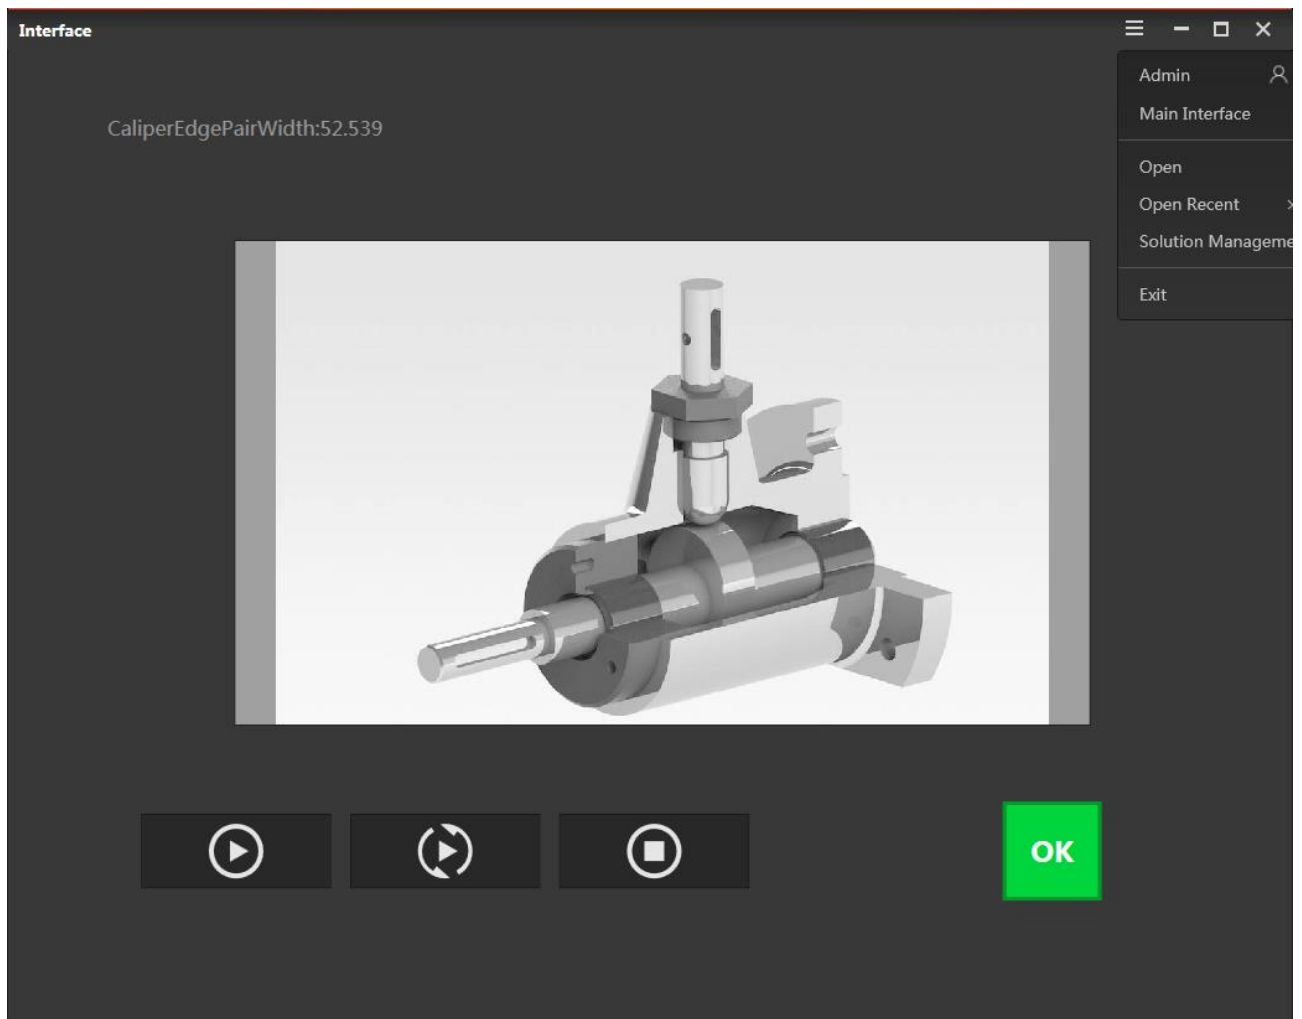 Interface
Admin
Main Interface
CaliperEdgePairWidth:52.539
Open
Open Recent
Solution Manageme
Exit
OK